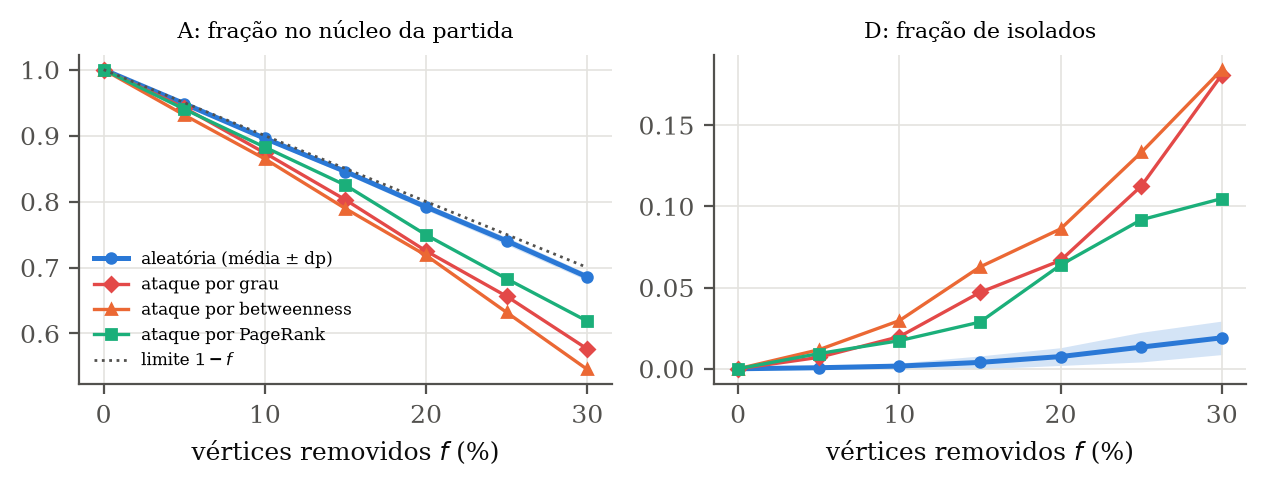 A: fração no núcleo da partida
1.0
0.9
0.8
0.7
0.6
aleatória (média ± dp)
ataque por grau
ataque por betweenness
ataque por PageRank
limite 1 − f
0 10 20 30
vértices removidos f (%)
D: fração de isolados
0.15
0.10
0.05
0.00
0 10 20 30
vértices removidos f (%)